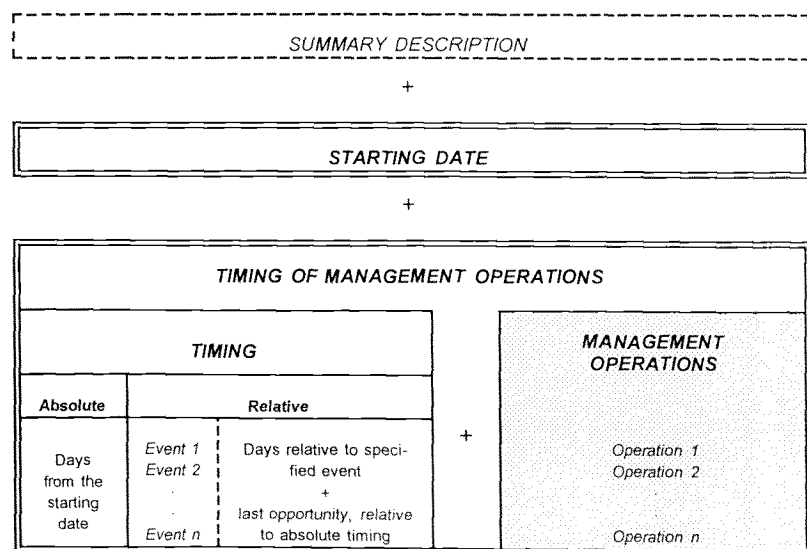 SUMMARY DESCRIPTION
+
STARTING DATE
+
TIMING OF MANAGEMENT OPERATIONS
TIMING
Absolute
Relative
Days
from the
starting
date
Event 1
Event 2
.
.
Event n
Days relative to speci-
fied event
+
last opportunity, relative
to absolute timing
+
MANAGEMENT
OPERATIONS
Operation 1
Operation 2
Operation n